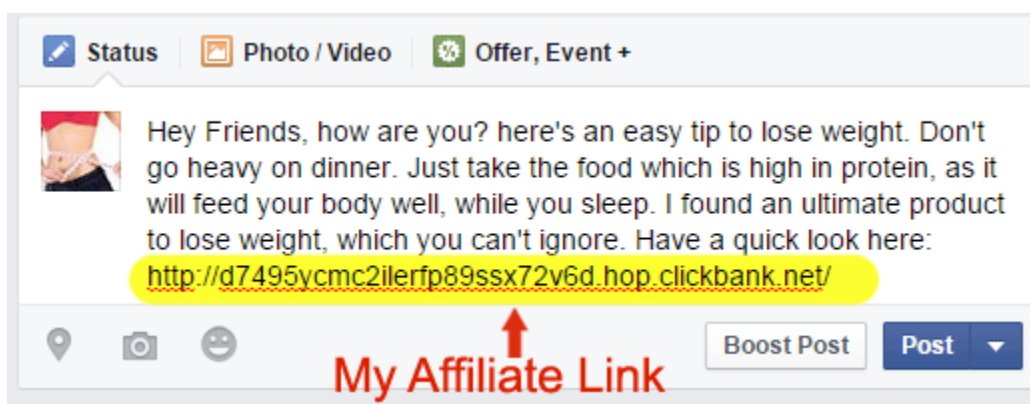 Status Photo / Video Offer, Event +
Hey Friends, how are you? here's an easy tip to lose weight. Don't
go heavy on dinner. Just take the food which is high in protein, as it
will feed your body well, while you sleep. I found an ultimate product
to lose weight, which you can't ignore. Have a quick look here:
http://d7495ycmc2ilerfp89ssx72v6d.hop.clickbank.net/
Boost Post Post
My Affiliate Link